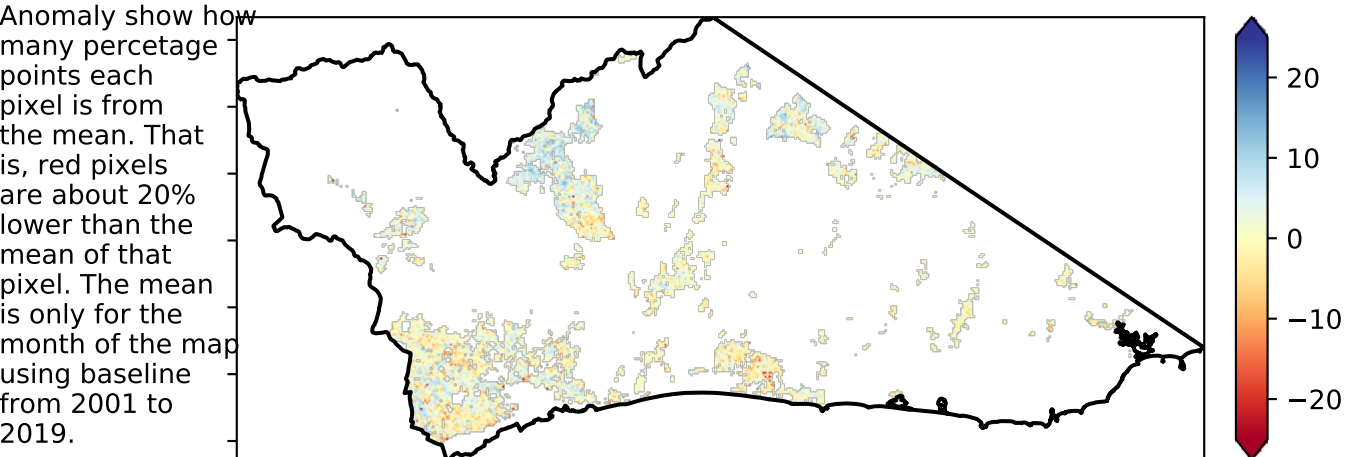 Anomaly show how
many percetage
points each
pixel is from
the mean. That
is, red pixels
are about 20%
lower than the
mean of that
pixel. The mean
is only for the
month of the map
using baseline
from 2001 to
2019.
20
10
0
−10
−20